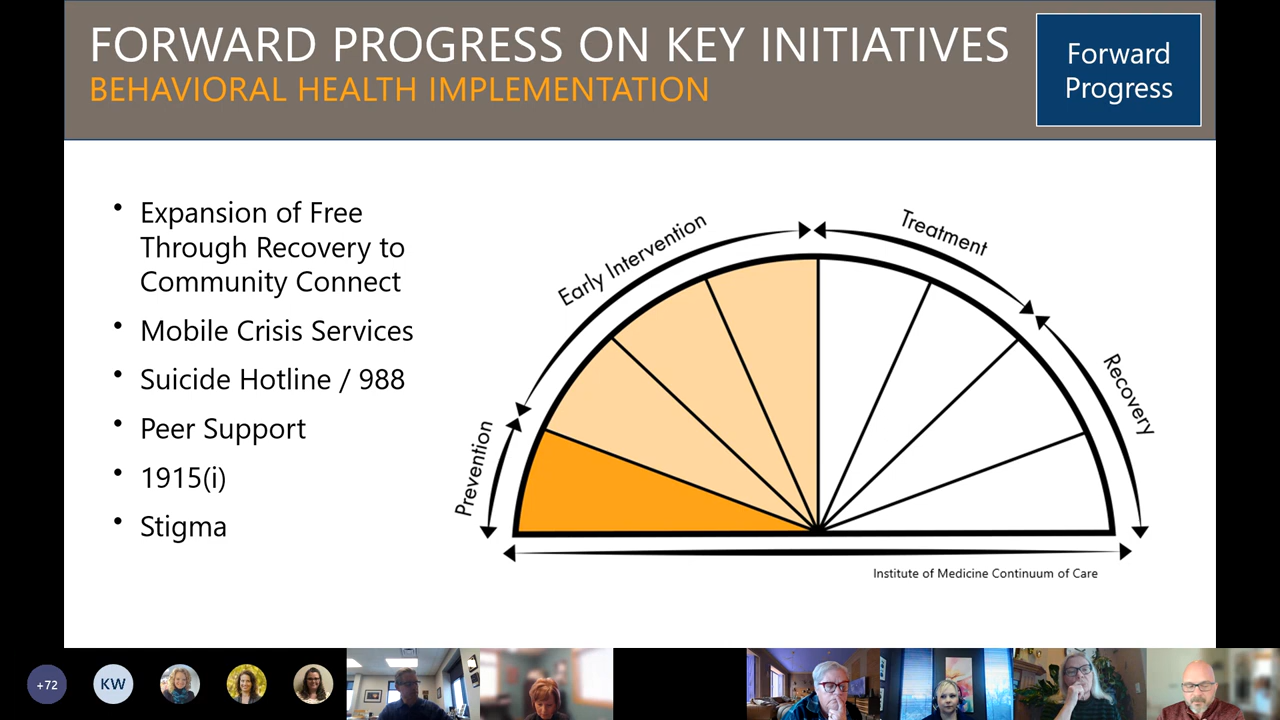 FORWARD PROGRESS ON KEY INITIATIVES
BEHAVIORAL HEALTH IMPLEMENTATION
Forward
Progress
• Expansion of Free
Through Recovery to
Community Connect
• Mobile Crisis Services
• Suicide Hotline / 988
• Peer Support
• 1915(i)
• Stigma
Prevention
Early Intervention
Treatment
Recovery
Institute of Medicine Continuum of Care
+72
KW